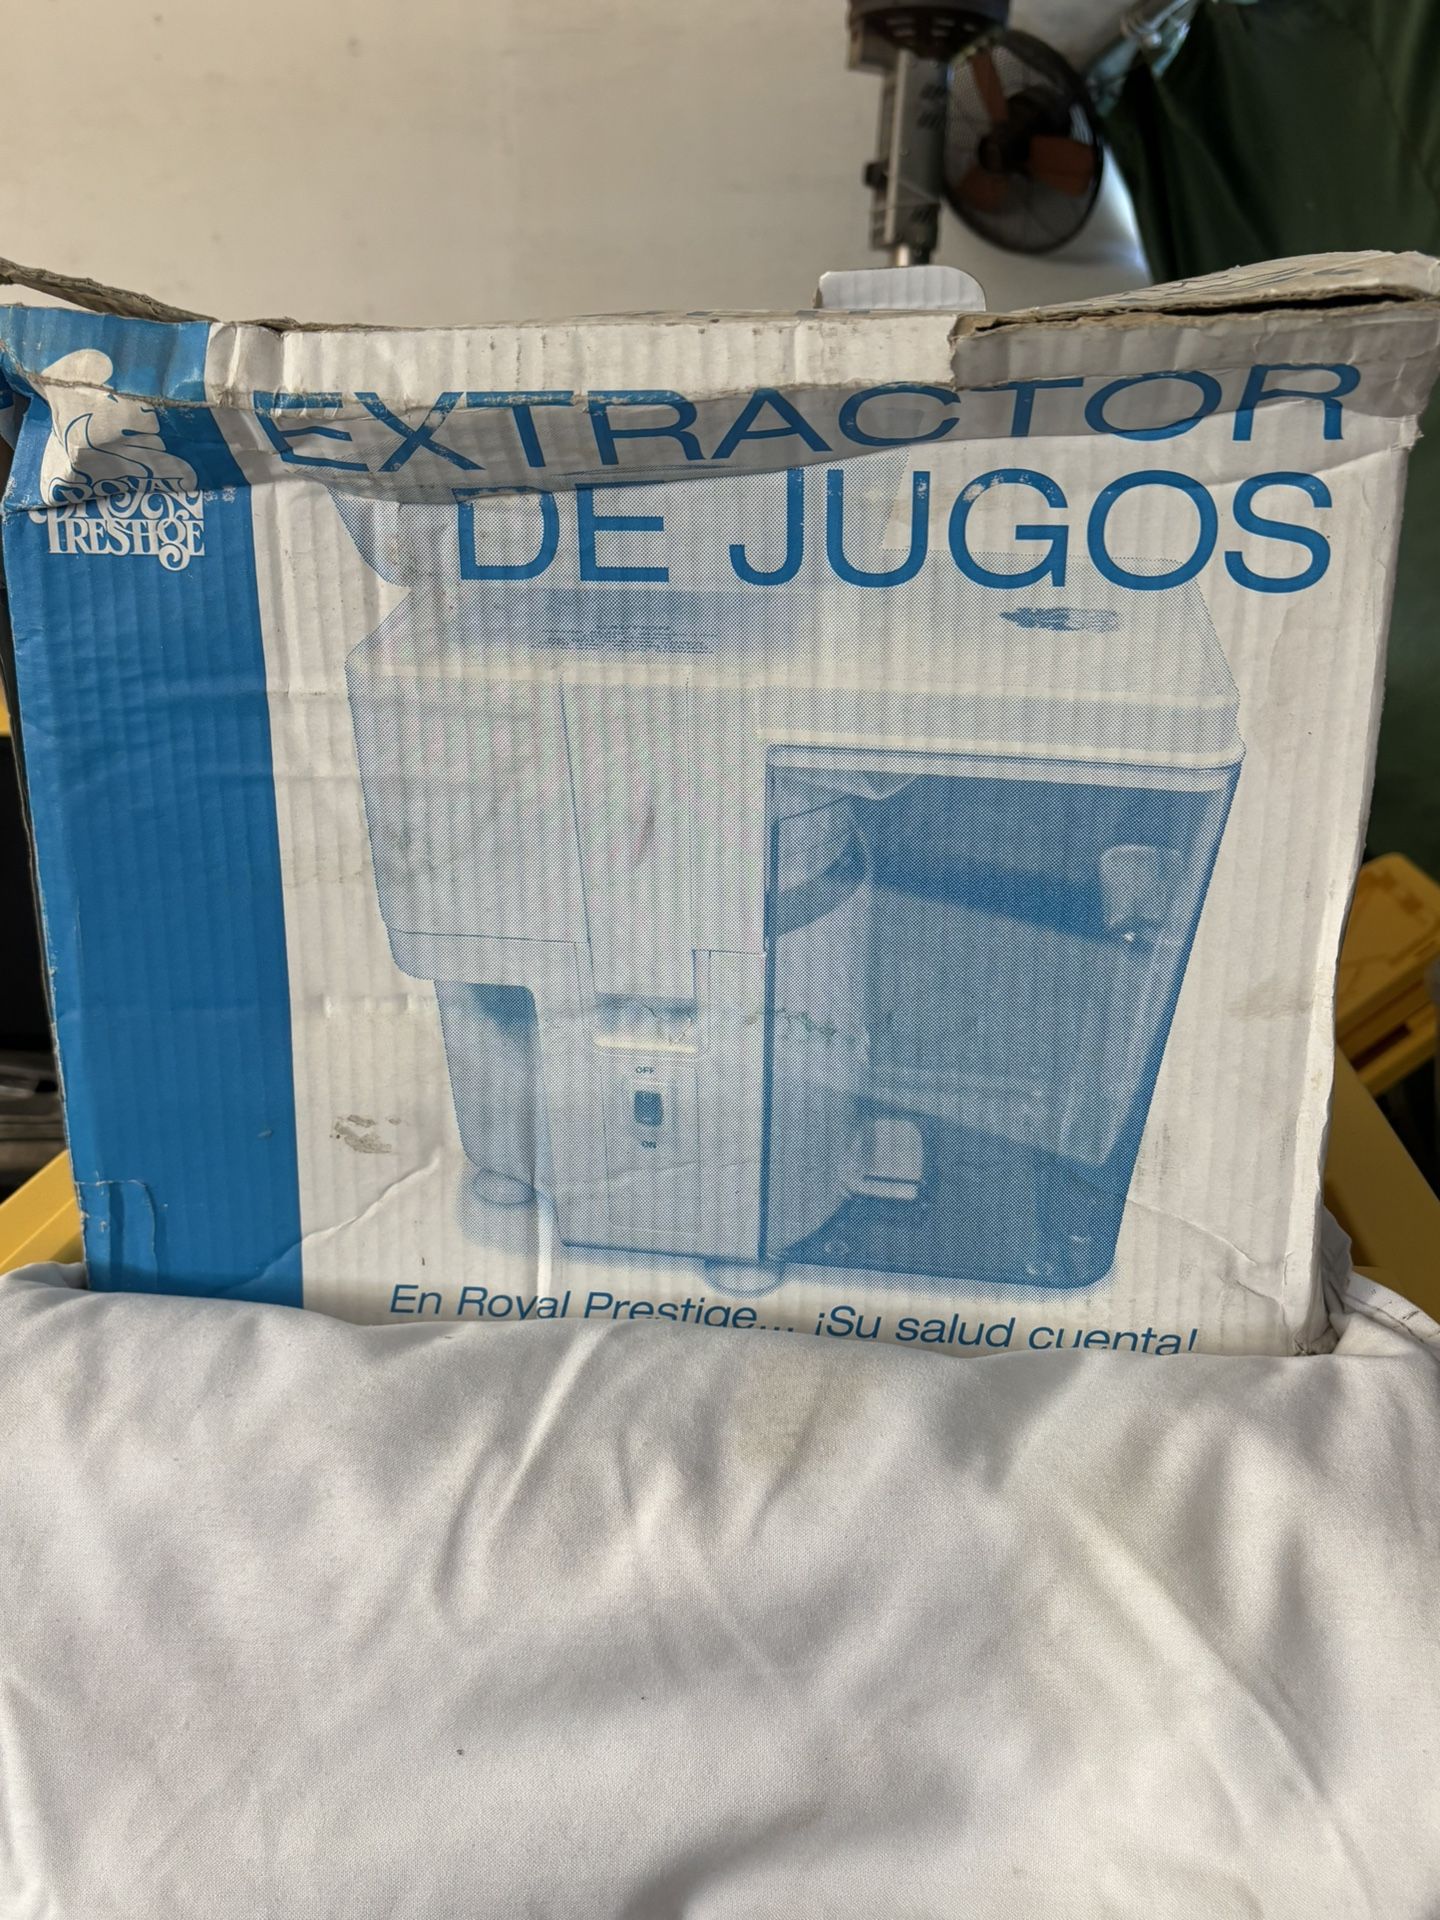 EXTRACTOR
DE JUGOS
ROYAL
PRESTIGE
OFF
ON
En Royal Prestige... ¡Su salud cuenta!